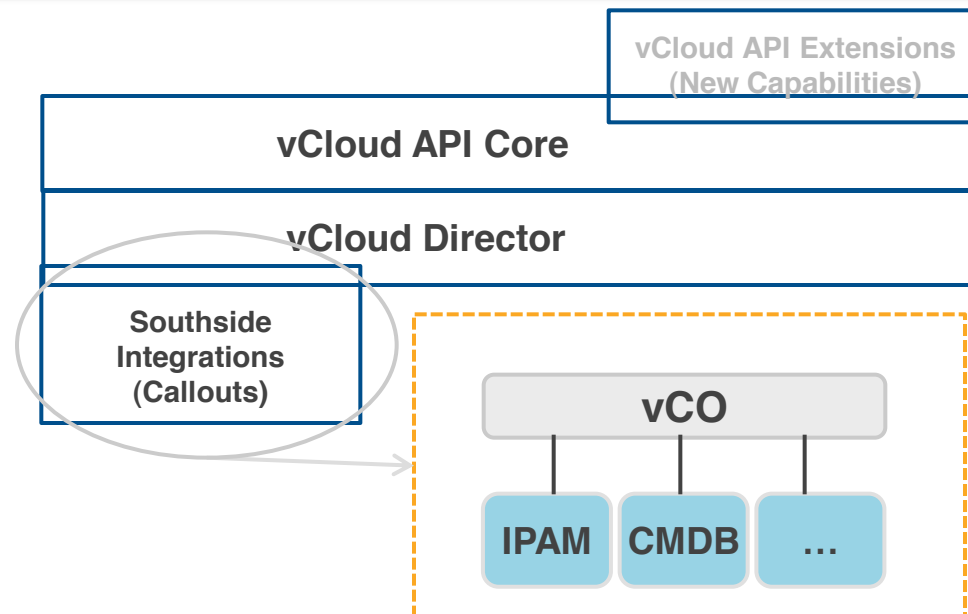 vCloud API Extensions
(New Capabilities)
vCloud API Core
vCloud Director
Southside
Integrations
(Callouts)
vCO
IPAM
CMDB
...